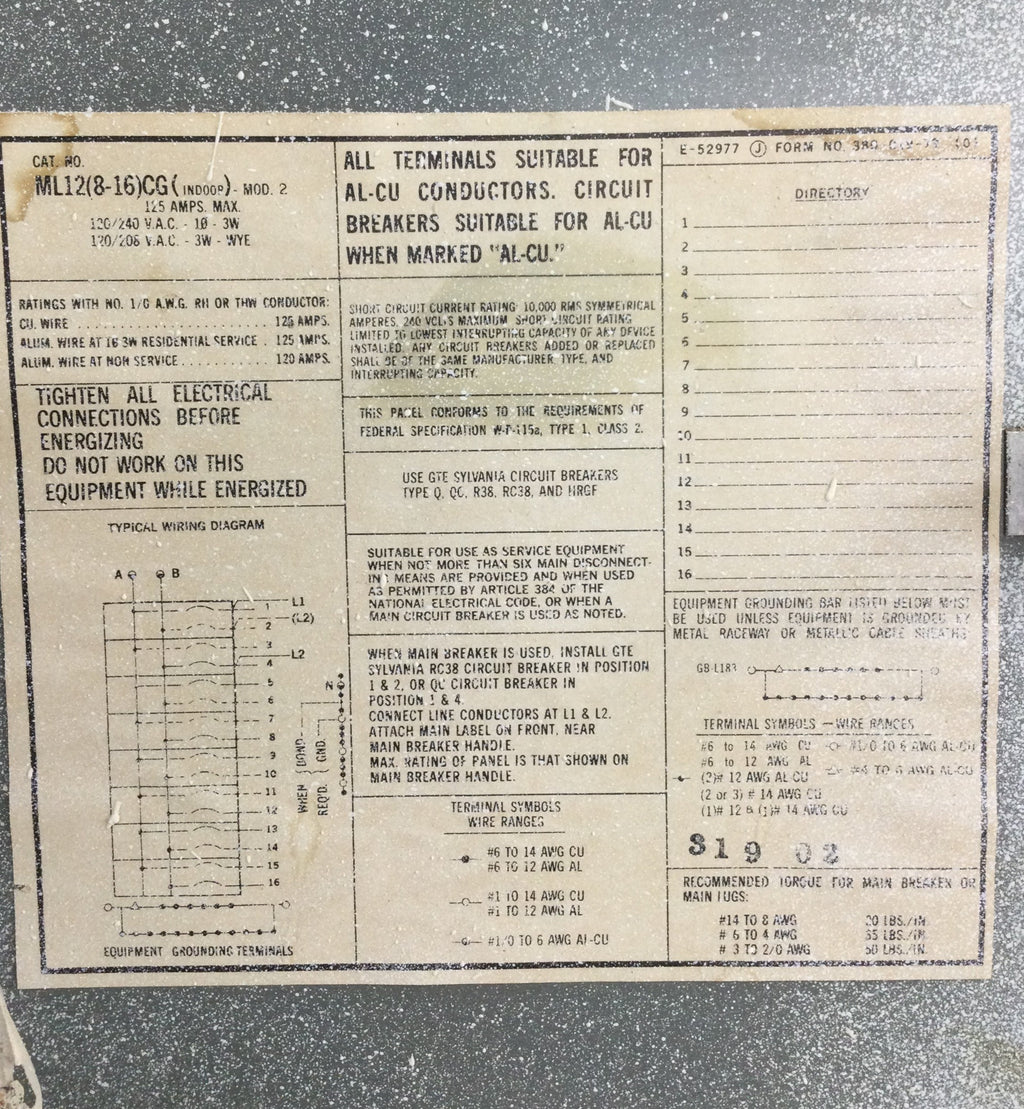 CAT. NO.
ML12(8-16)CG (INDOOR)- MOD. 2
125 AMPS. MAX.
120/240 V.A.C. - 1Ø - 3W
120/208 V.A.C. - 3W - WYE
RATINGS WITH NO. 1/0 A.W.G. RH OR THW CONDUCTOR:
CU. WIRE . . . . . . . . . . . . . . . . . . . . . 125 AMPS.
ALUM. WIRE AT 1Ø 3W RESIDENTIAL SERVICE . 125 AMPS.
ALUM. WIRE AT NON SERVICE . . . . . . . . . . 120 AMPS.
TIGHTEN ALL ELECTRICAL
CONNECTIONS BEFORE
ENERGIZING
DO NOT WORK ON THIS
EQUIPMENT WHILE ENERGIZED
TYPICAL WIRING DIAGRAM
A B
L1
1
(L2)
2
3
L2
4
5
6
7
8
9
10
11
12
13
14
15
16
N
WHEN BOND
REQ'D. GND.
EQUIPMENT GROUNDING TERMINALS
ALL TERMINALS SUITABLE FOR
AL-CU CONDUCTORS. CIRCUIT
BREAKERS SUITABLE FOR AL-CU
WHEN MARKED "AL-CU."
SHORT CIRCUIT CURRENT RATING 10,000 RMS SYMMETRICAL
AMPERES, 240 VOLTS MAXIMUM. SHORT CIRCUIT RATING
LIMITED TO LOWEST INTERRUPTING CAPACITY OF ANY DEVICE
INSTALLED. ANY CIRCUIT BREAKERS ADDED OR REPLACED
SHALL BE OF THE SAME MANUFACTURER, TYPE, AND
INTERRUPTING CAPACITY.
THIS PANEL CONFORMS TO THE REQUIREMENTS OF
FEDERAL SPECIFICATION W-P-115a, TYPE 1, CLASS 2.
USE GTE SYLVANIA CIRCUIT BREAKERS
TYPE Q, QC, R38, RC38, AND HRGF
SUITABLE FOR USE AS SERVICE EQUIPMENT
WHEN NOT MORE THAN SIX MAIN DISCONNECT-
ING MEANS ARE PROVIDED AND WHEN USED
AS PERMITTED BY ARTICLE 384 OF THE
NATIONAL ELECTRICAL CODE, OR WHEN A
MAIN CIRCUIT BREAKER IS USED AS NOTED.
WHEN MAIN BREAKER IS USED, INSTALL GTE
SYLVANIA RC38 CIRCUIT BREAKER IN POSITION
1 & 2, OR QC CIRCUIT BREAKER IN
POSITION 1 & 4.
CONNECT LINE CONDUCTORS AT L1 & L2.
ATTACH MAIN LABEL ON FRONT, NEAR
MAIN BREAKER HANDLE.
MAX. RATING OF PANEL IS THAT SHOWN ON
MAIN BREAKER HANDLE.
TERMINAL SYMBOLS
WIRE RANGES
#6 TO 14 AWG CU
#6 TO 12 AWG AL
#1 TO 14 AWG CU
#1 TO 12 AWG AL
#1/0 TO 6 AWG AL-CU
E-52977 J FORM NO.
DIRECTORY
1
2
3
4
5
6
7
8
9
10
11
12
13
14
15
16
EQUIPMENT GROUNDING BAR LISTED BELOW MUST
BE USED UNLESS EQUIPMENT IS GROUNDED BY
METAL RACEWAY OR METALLIC CABLE SHEATHS
GB-L183
TERMINAL SYMBOLS — WIRE RANGES
#6 to 14 AWG CU #1/0 TO 6 AWG AL-CU
#6 to 12 AWG AL
(2)# 12 AWG AL-CU #4 TO 6 AWG AL-CU
(2 or 3) # 14 AWG CU
(1)# 12 & (1)# 14 AWG CU
319 02
RECOMMENDED TORQUE FOR MAIN BREAKER OR
MAIN LUGS:
#14 TO 8 AWG 20 LBS./IN.
# 6 TO 4 AWG 35 LBS./IN.
# 3 TO 2/0 AWG 50 LBS./IN.